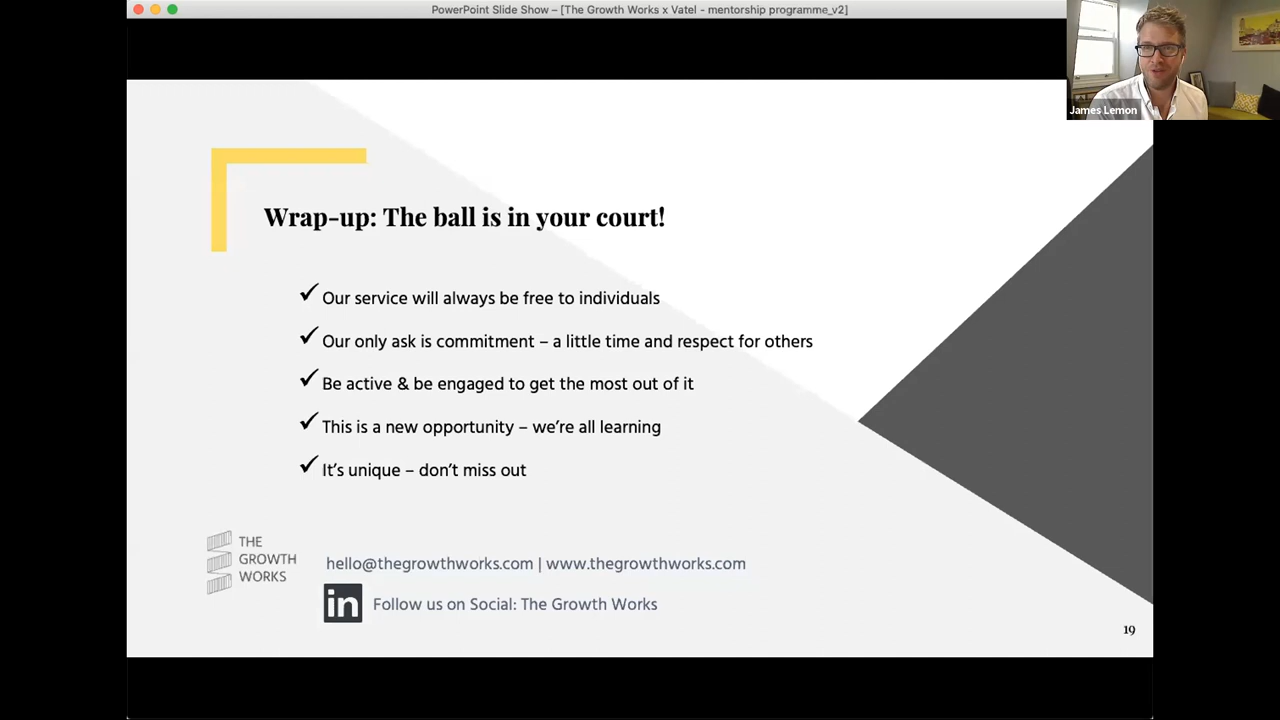 PowerPoint Slide Show – [The Growth Works x Vatel - mentorship programme_v2]
James Lemon
Wrap-up: The ball is in your court!
✓ Our service will always be free to individuals
✓ Our only ask is commitment – a little time and respect for others
✓ Be active & be engaged to get the most out of it
✓ This is a new opportunity – we’re all learning
✓ It’s unique – don’t miss out
THE
GROWTH
WORKS
hello@thegrowthworks.com | www.thegrowthworks.com
in Follow us on Social: The Growth Works
19